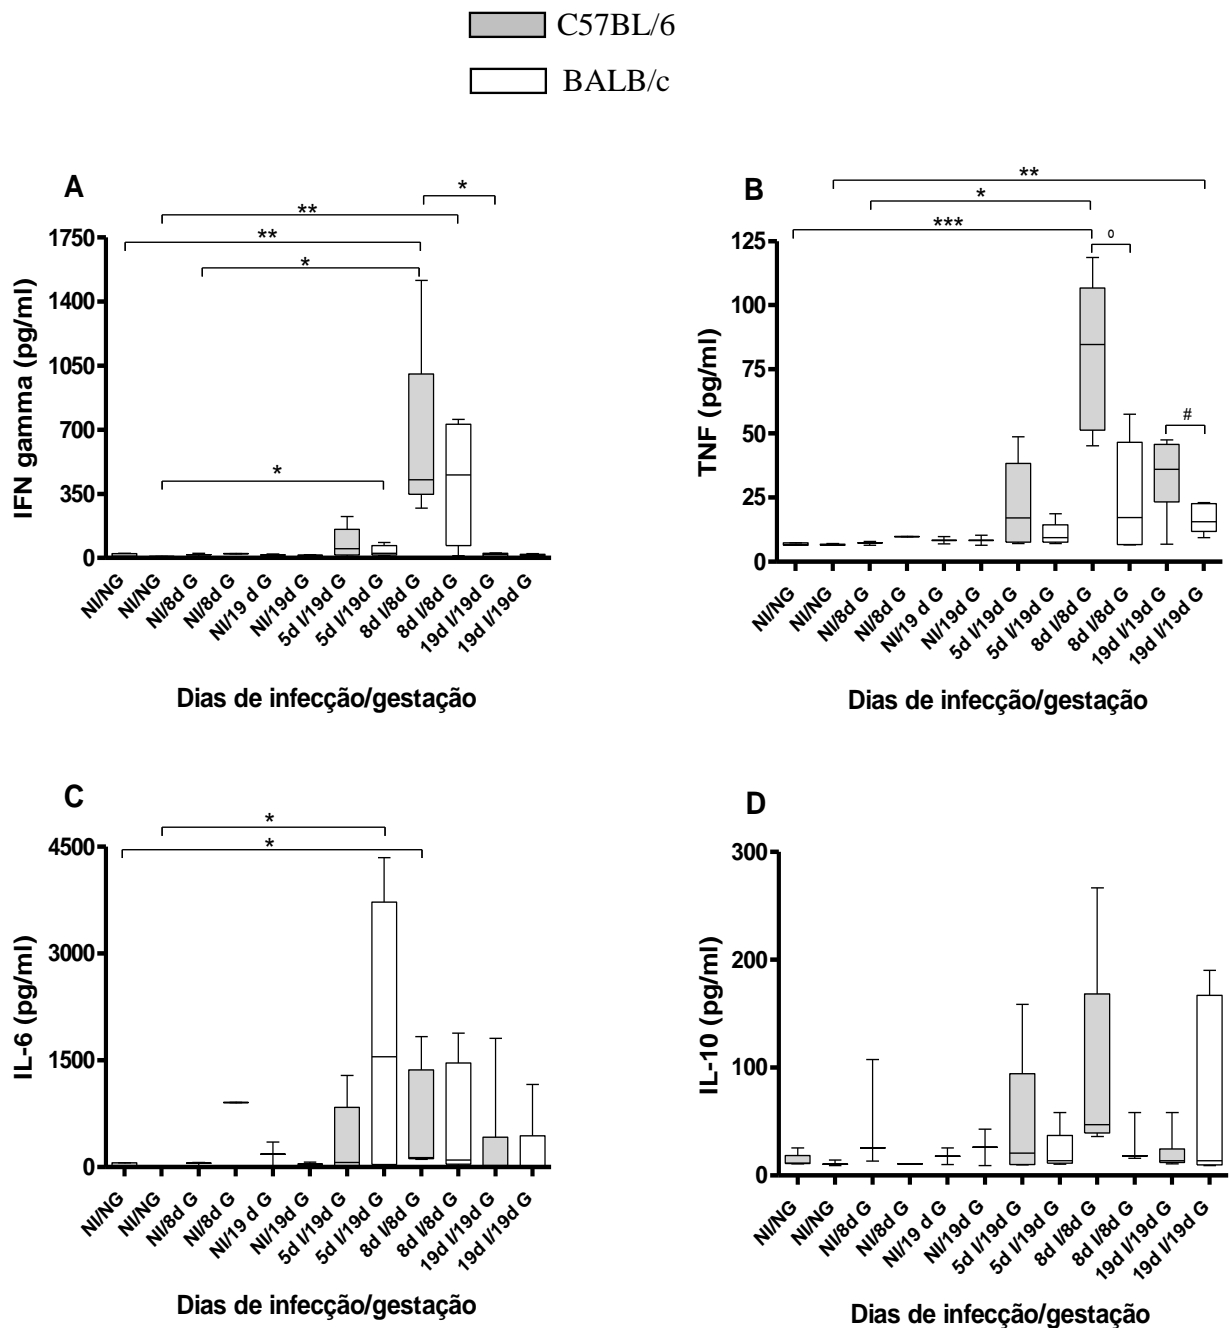 C57BL/6
BALB/c
A
*
**
**
*
*
1750
1400
1050
700
350
0
IFN gamma (pg/ml)
NI/NG
NI/NG
NI/8d G
NI/8d G
NI/19 d G
NI/19d G
5d I/19d G
5d I/19d G
8d I/8d G
8d I/8d G
19d I/19d G
19d I/19d G
Dias de infecção/gestação
B
**
*
***
o
#
125
100
75
50
25
0
TNF (pg/ml)
NI/NG
NI/NG
NI/8d G
NI/8d G
NI/19 d G
NI/19d G
5d I/19d G
5d I/19d G
8d I/8d G
8d I/8d G
19d I/19d G
19d I/19d G
Dias de infecção/gestação
C
*
*
4500
3000
1500
0
IL-6 (pg/ml)
NI/NG
NI/NG
NI/8d G
NI/8d G
NI/19 d G
NI/19d G
5d I/19d G
5d I/19d G
8d I/8d G
8d I/8d G
19d I/19d G
19d I/19d G
Dias de infecção/gestação
D
300
200
100
0
IL-10 (pg/ml)
NI/NG
NI/NG
NI/8d G
NI/8d G
NI/19 d G
NI/19d G
5d I/19d G
5d I/19d G
8d I/8d G
8d I/8d G
19d I/19d G
19d I/19d G
Dias de infecção/gestação